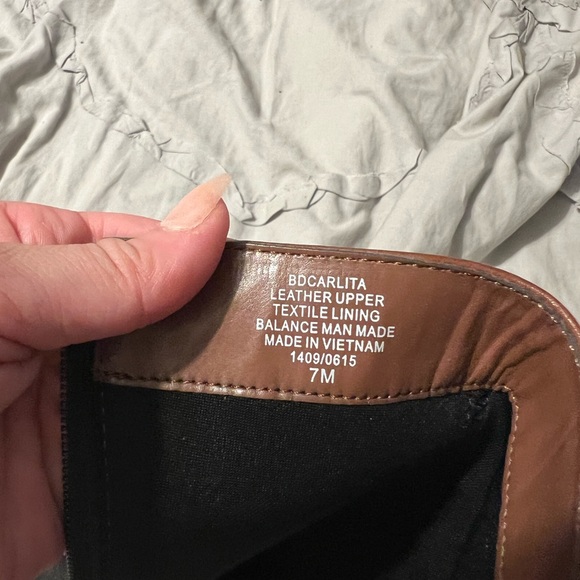 BDCARLITA
LEATHER UPPER
TEXTILE LINING
BALANCE MAN MADE
MADE IN VIETNAM
1409/0615
7M